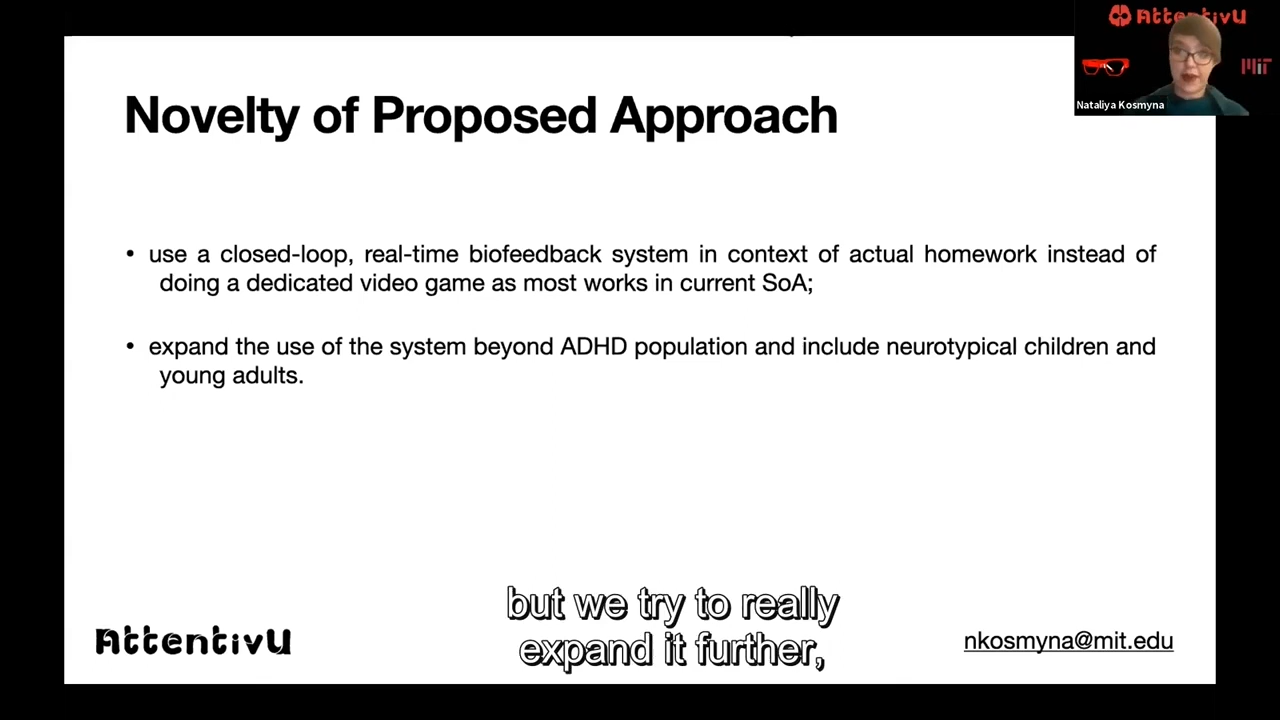 AttentivU
MIT
Nataliya Kosmyna
Novelty of Proposed Approach
• use a closed-loop, real-time biofeedback system in context of actual homework instead of
doing a dedicated video game as most works in current SoA;
• expand the use of the system beyond ADHD population and include neurotypical children and
young adults.
but we try to really
expand it further,
AttentivU
nkosmyna@mit.edu